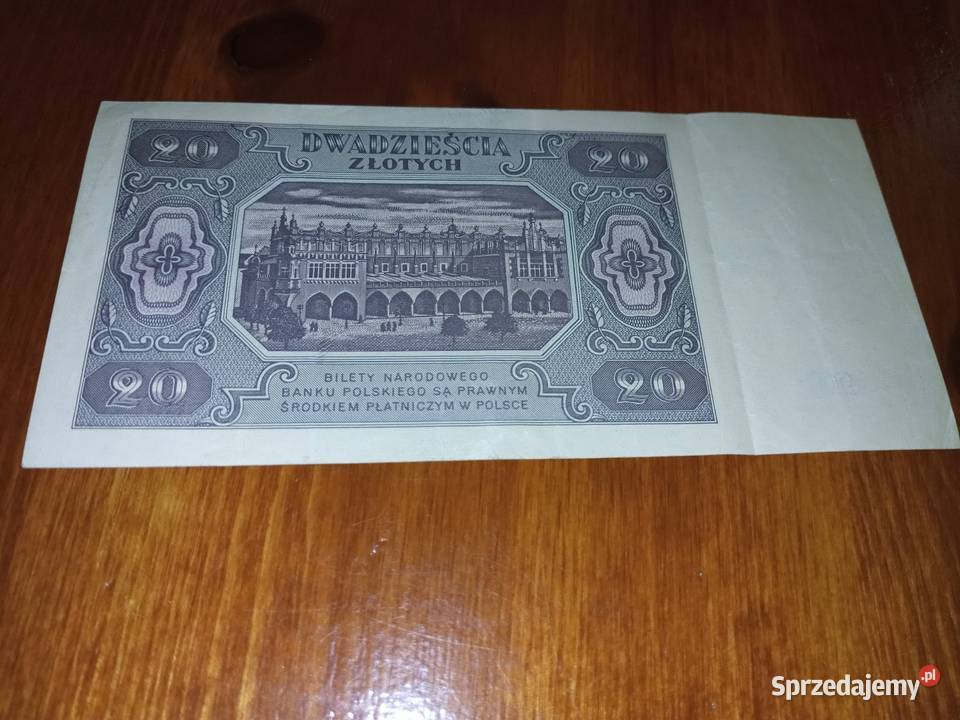 20
DWADZIEŚCIA
ZŁOTYCH
20
20
BILETY NARODOWEGO
BANKU POLSKIEGO SĄ PRAWNYM
ŚRODKIEM PŁATNICZYM W POLSCE
20
Sprzedajemy.pl